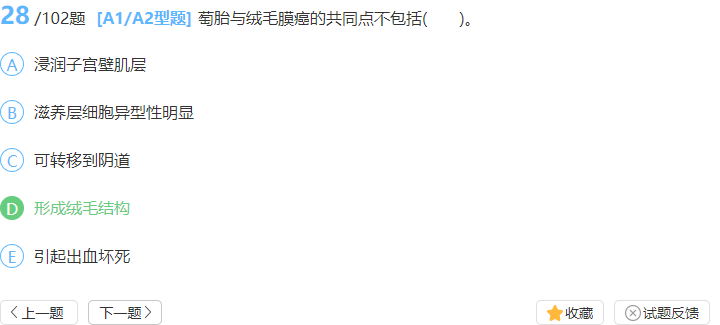 28 /102题 [A1/A2型题] 萄胎与绒毛膜癌的共同点不包括( )。
A 浸润子宫壁肌层
B 滋养层细胞异型性明显
C 可转移到阴道
D 形成绒毛结构
E 引起出血坏死
上一题 下一题 收藏 试题反馈